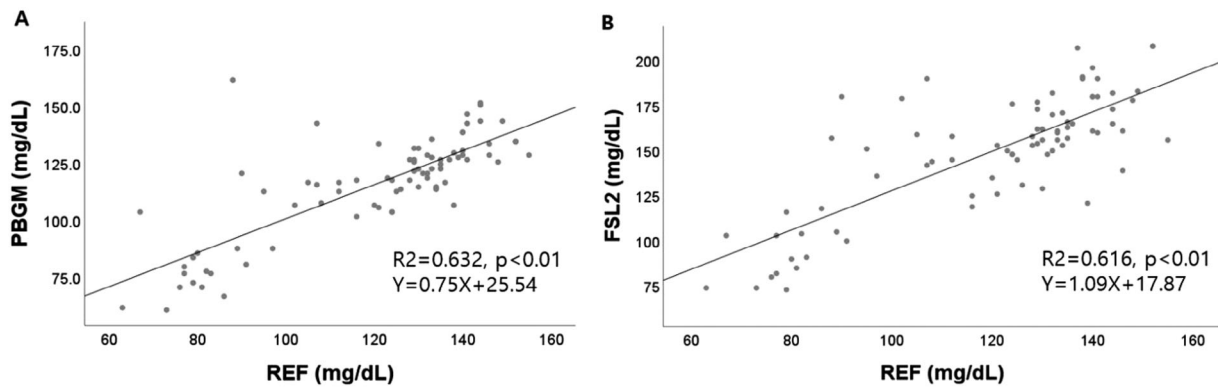 A
PBGM (mg/dL)
175.0
150.0
125.0
100.0
75.0
R2=0.632, p<0.01
Y=0.75X+25.54
60 80 100 120 140 160
REF (mg/dL)
B
FSL2 (mg/dL)
200
175
150
125
100
75
R2=0.616, p<0.01
Y=1.09X+17.87
60 80 100 120 140 160
REF (mg/dL)